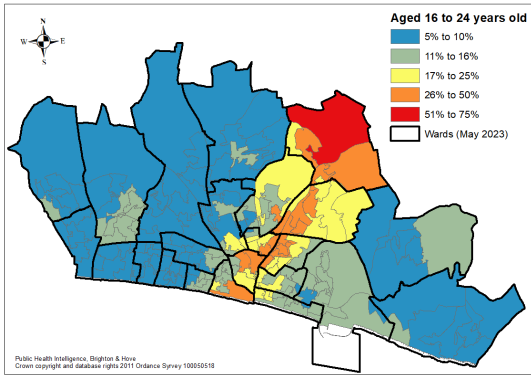 Aged 16 to 24 years old
5% to 10%
11% to 16%
17% to 25%
26% to 50%
51% to 75%
Wards (May 2023)
N
W E
S
Public Health Intelligence, Brighton & Hove
Crown copyright and database rights 2011 Ordance Syrvey 100050518